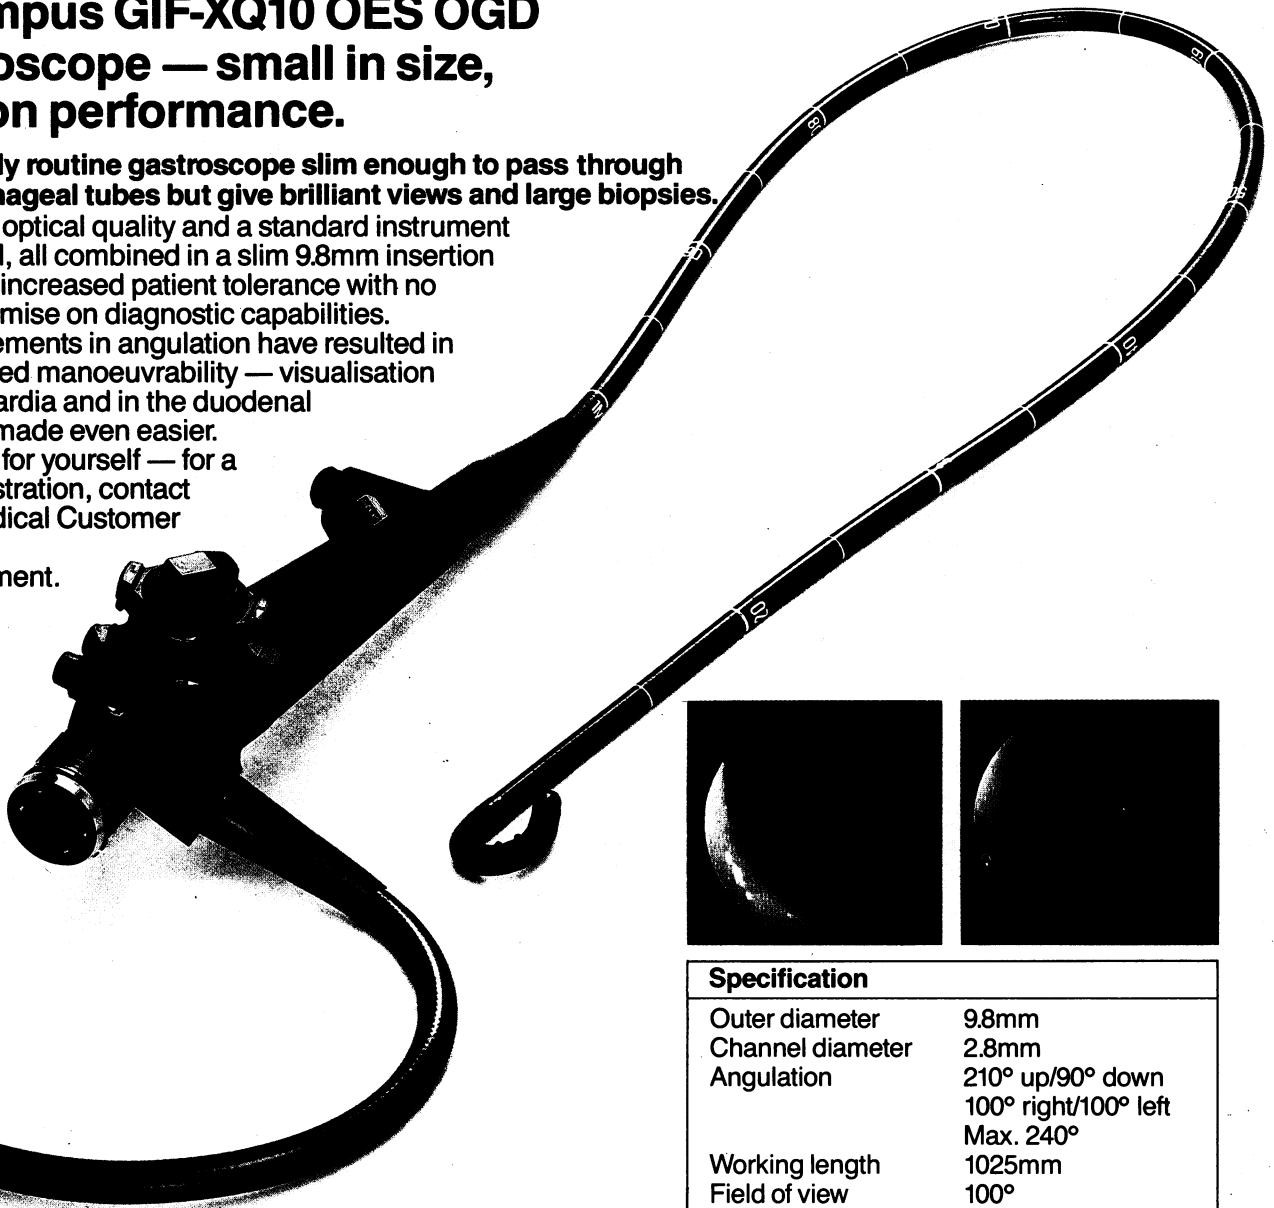 mpus GIF-XQ10 OES OGD
oscope — small in size,
on performance.
ly routine gastroscope slim enough to pass through
nageal tubes but give brilliant views and large biopsies.
optical quality and a standard instrument
l, all combined in a slim 9.8mm insertion
increased patient tolerance with no
mise on diagnostic capabilities.
ements in angulation have resulted in
ed manoeuvrability — visualisation
ardia and in the duodenal
made even easier.
for yourself — for a
stration, contact
dical Customer
ment.
80
50
20
Specification
Outer diameter 9.8mm
Channel diameter 2.8mm
Angulation 210° up/90° down
100° right/100° left
Max. 240°
Working length 1025mm
Field of view 100°